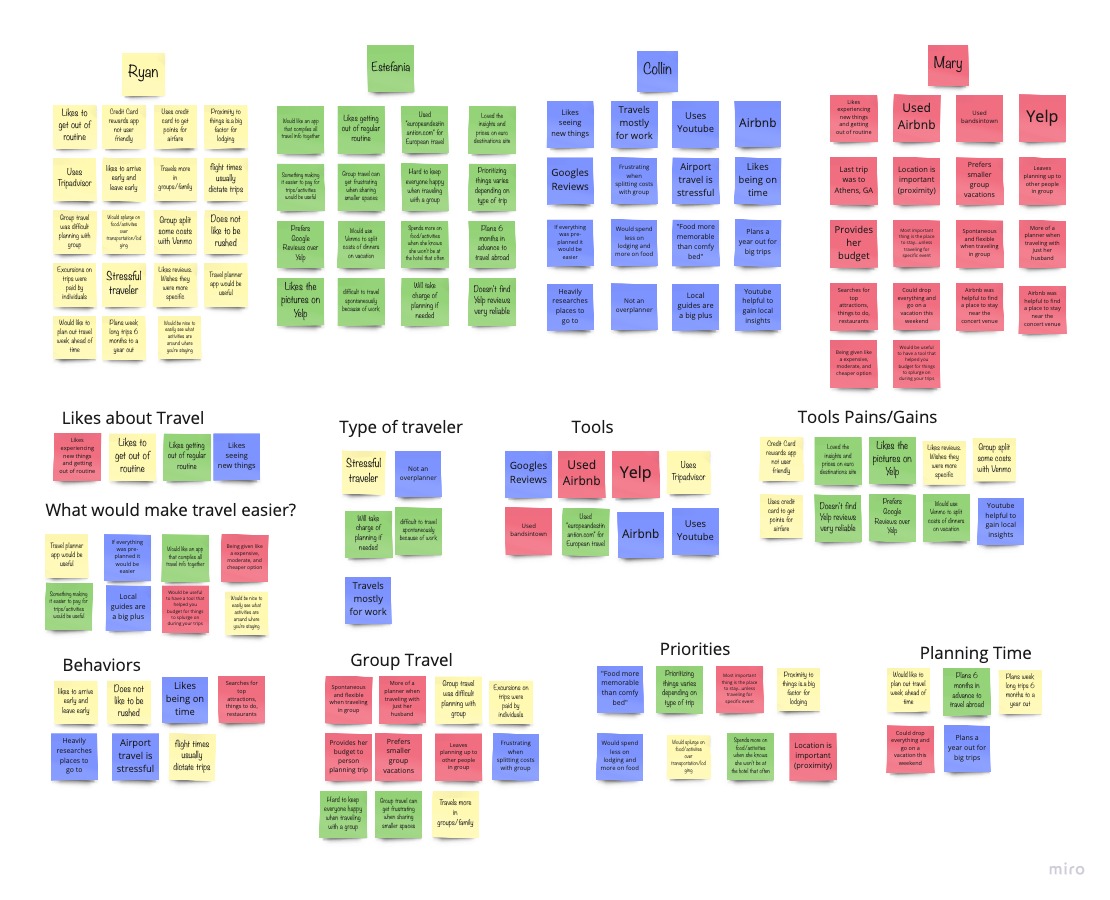 Ryan
Likes to
get out of
routine
Credit Card
rewards app
not user
friendly
Uses credit
card to get
points for
airfare
Proximity to
things is a big
factor for
lodging
Uses
Tripadvisor
likes to arrive
early and
leave early
Travels more
in
groups/family
flight times
usually
dictate trips
Group travel
was difficult
planning with
group
Would splurge on
food/activities
over
transportation/lod
ging
Group split
some costs
with Venmo
Does not
like to be
rushed
Excursions on
trips were
paid by
individuals
Stressful
traveler
Likes reviews.
Wishes they
were more
specific
Travel planner
app would be
useful
Would like to
plan out travel
week ahead of
time
Plans week
long trips 6
months to a
year out
Would be nice to
easily see what
activities are
around where
you're staying
Estefania
Would like an app
that compiles all
travel info together
Likes getting
out of regular
routine
Used
"europeandestin
antion.com" for
European travel
Loved the
insights and
prices on euro
destinations site
Something making
it easier to pay for
trips/activities
would be useful
Group travel can
get frustrating
when sharing
smaller spaces
Hard to keep
everyone happy
when traveling
with a group
Prioritizing
things varies
depending on
type of trip
Prefers
Google
Reviews over
Yelp
Would use
Venmo to split
costs of dinners
on vacation
Spends more on
food/activities
when she knows
she won't be at
the hotel that often
Plans 6
months in
advance to
travel abroad
Likes the
pictures on
Yelp
difficult to travel
spontaneously
because of work
Will take
charge of
planning if
needed
Doesn't find
Yelp reviews
very reliable
Collin
Likes
seeing
new things
Travels
mostly
for work
Uses
Youtube
Airbnb
Googles
Reviews
Frustrating
when
splitting costs
with group
Airport
travel is
stressful
Likes
being on
time
If everything
was pre-
planned it
would be
easier
Would spend
less on
lodging and
more on food
"Food more
memorable
than comfy
bed"
Plans a
year out for
big trips
Heavily
researches
places to
go to
Not an
overplanner
Local
guides are
a big plus
Youtube
helpful to
gain local
insights
Mary
Likes
experiencing
new things
and getting
out of routine
Used
Airbnb
Used
bandsintown
Yelp
Last trip
was to
Athens, GA
Location is
important
(proximity)
Prefers
smaller
group
vacations
Leaves
planning up to
other people
in group
Provides
her
budget
Most important
thing is the place
to stay...unless
traveling for
specific event
Spontaneous
and flexible
when traveling
in group
More of a
planner when
traveling with
just her
husband
Searches for
top
attractions,
things to do,
restaurants
Could drop
everything and
go on a
vacation this
weekend
Airbnb was
helpful to find
a place to stay
near the
concert venue
Airbnb was
helpful to find
a place to stay
near the
concert venue
Being given like
a expensive,
moderate, and
cheaper option
Would be useful
to have a tool that
helped you
budget for things
to splurge on
during your trips
Likes about Travel
Likes
experiencing
new things
and getting
out of routine
Likes to
get out of
routine
Likes getting
out of regular
routine
Likes
seeing
new things
What would make travel easier?
Travel planner
app would be
useful
If everything
was pre-
planned it
would be
easier
Would like an app
that compiles all
travel info together
Being given like
a expensive,
moderate, and
cheaper option
Something making
it easier to pay for
trips/activities
would be useful
Local
guides are
a big plus
Would be useful
to have a tool that
helped you
budget for things
to splurge on
during your trips
Would be nice to
easily see what
activities are
around where
you're staying
Type of traveler
Stressful
traveler
Not an
overplanner
Will take
charge of
planning if
needed
difficult to travel
spontaneously
because of work
Travels
mostly
for work
Tools
Googles
Reviews
Used
Airbnb
Yelp
Uses
Tripadvisor
Used
bandsintown
Used
"europeandestin
antion.com" for
European travel
Airbnb
Uses
Youtube
Tools Pains/Gains
Credit Card
rewards app
not user
friendly
Loved the
insights and
prices on euro
destinations site
Likes the
pictures on
Yelp
Likes reviews.
Wishes they
were more
specific
Group split
some costs
with Venmo
Uses credit
card to get
points for
airfare
Doesn't find
Yelp reviews
very reliable
Prefers
Google
Reviews over
Yelp
Would use
Venmo to split
costs of dinners
on vacation
Youtube
helpful to
gain local
insights
Behaviors
likes to arrive
early and
leave early
Does not
like to be
rushed
Likes
being on
time
Searches for
top
attractions,
things to do,
restaurants
Heavily
researches
places to
go to
Airport
travel is
stressful
flight times
usually
dictate trips
Group Travel
Spontaneous
and flexible
when traveling
in group
More of a
planner when
traveling with
just her
husband
Group travel
was difficult
planning with
group
Excursions on
trips were
paid by
individuals
Provides her
budget to
person
planning trip
Prefers
smaller
group
vacations
Leaves
planning up to
other people
in group
Frustrating
when
splitting costs
with group
Hard to keep
everyone happy
when traveling
with a group
Group travel can
get frustrating
when sharing
smaller spaces
Travels more
in
groups/family
Priorities
"Food more
memorable
than comfy
bed"
Prioritizing
things varies
depending on
type of trip
Most important
thing is the place
to stay...unless
traveling for
specific event
Proximity to
things is a big
factor for
lodging
Would spend
less on
lodging and
more on food
Would splurge on
food/activities
over
transportation/lod
ging
Spends more on
food/activities
when she knows
she won't be at
the hotel that often
Location is
important
(proximity)
Planning Time
Would like to
plan out travel
week ahead of
time
Plans 6
months in
advance to
travel abroad
Plans week
long trips 6
months to a
year out
Could drop
everything and
go on a
vacation this
weekend
Plans a
year out for
big trips
miro